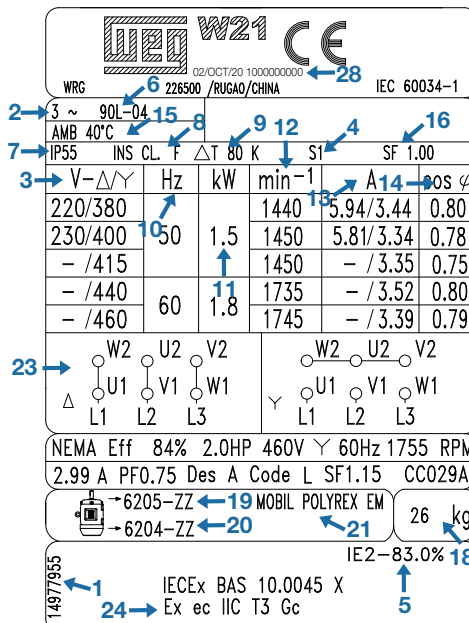 WEG W21 CE
02/OCT/20 1000000000 28
WRG 226500 /RUGAO/CHINA IEC 60034-1
6
2 3 ~ 90L-04
15
AMB 40°C
8 9 12 4 16
7 IP55 INS CL. F △T 80 K S1 SF 1.00
3 V-△/Y Hz kW min-1 A 14 cos φ
13
220/380 1440 5.94/3.44 0.80
10
230/400 50 1.5 1450 5.81/3.34 0.78
- /415 1450 - /3.35 0.75
11
- /440 60 1.8 1735 - /3.52 0.80
- /460 1745 - /3.39 0.79
W2 U2 V2 W2 U2 V2
23
U1 V1 W1 U1 V1 W1
△ L1 L2 L3 Y L1 L2 L3
NEMA Eff 84% 2.0HP 460V Y 60Hz 1755 RPM
2.99 A PF0.75 Des A Code L SF1.15 CC029A
6205-ZZ 19 MOBIL POLYREX EM
6204-ZZ 20 21
26 kg
18
IE2-83.0%
5
14977955
1
IECEx BAS 10.0045 X
24 Ex ec IIC T3 Gc